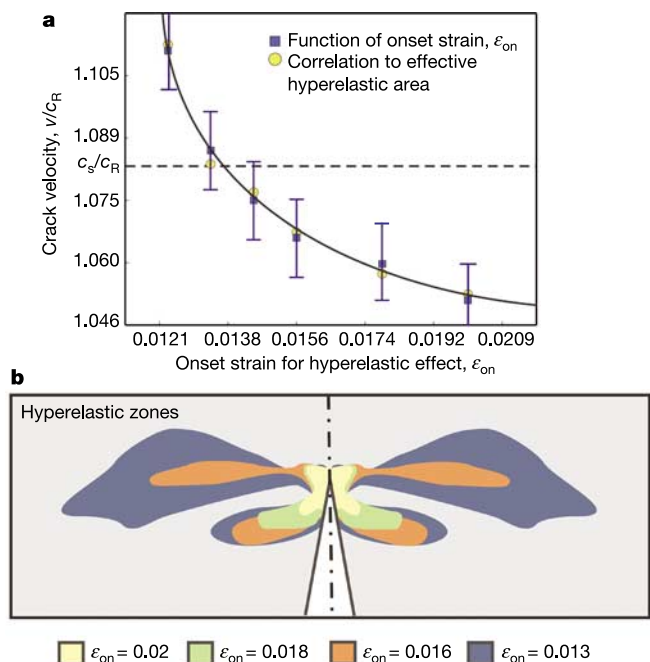 a
Function of onset strain, εon
Correlation to effective
hyperelastic area
Crack velocity, v/cR
1.105
1.089
cs/cR
1.075
1.060
1.046
0.0121 0.0138 0.0156 0.0174 0.0192 0.0209
Onset strain for hyperelastic effect, εon
b
Hyperelastic zones
εon = 0.02 εon = 0.018 εon = 0.016 εon = 0.013